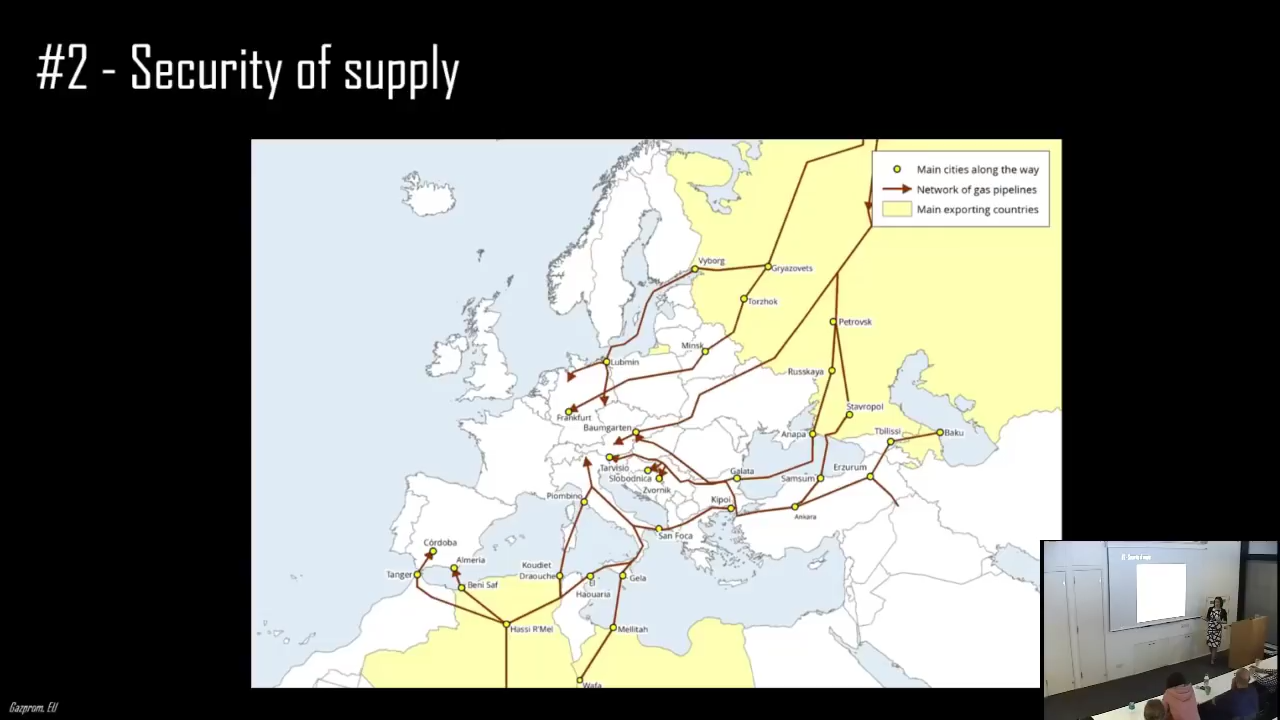 #2 - Security of supply
Main cities along the way
Network of gas pipelines
Main exporting countries
Vyborg
Gryazovets
Torzhok
Petrovsk
Minsk
Lubmin
Russkaya
Frankfurt
Stavropol
Baumgarten
Anapa
Tbilissi
Baku
Tarvisio
Galata
Erzurum
Slobodnica
Samsum
Zvornik
Piombino
Kipoi
Ankara
San Foca
Córdoba
Almeria
Koudiet
Draouche
Tanger
Beni Saf
El
Haouaria
Gela
Hassi R'Mel
Mellitah
Wafa
Gazprom, EU